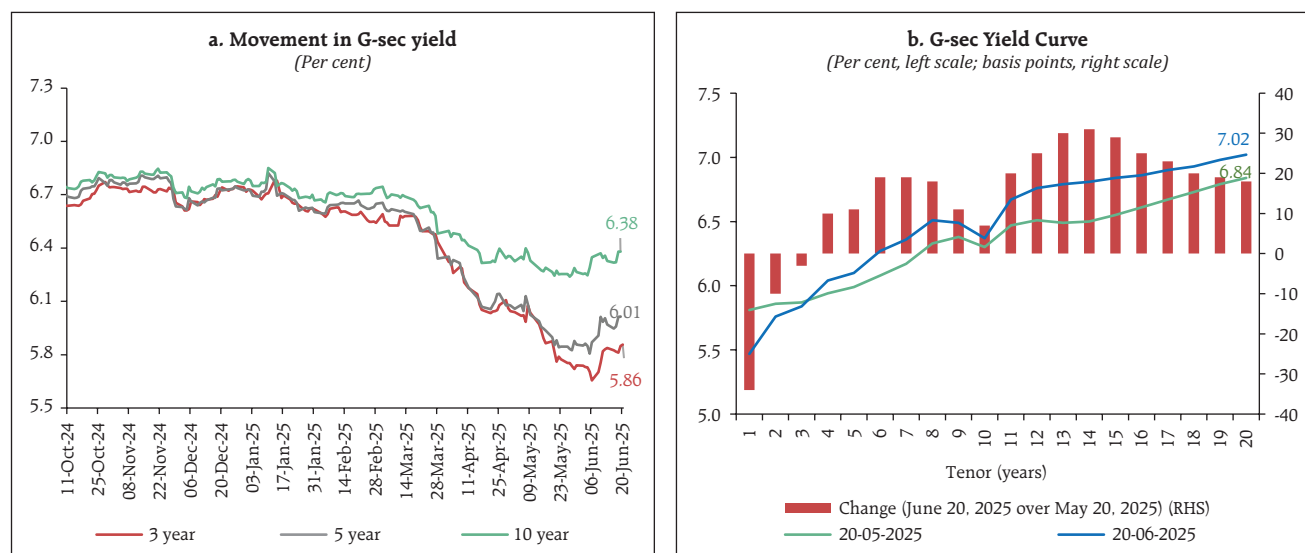 a. Movement in G-sec yield
(Per cent)
7.3
7.0
6.7
6.4
6.1
5.8
5.5
6.38
6.01
5.86
11-Oct-24
25-Oct-24
08-Nov-24
22-Nov-24
06-Dec-24
20-Dec-24
03-Jan-25
17-Jan-25
31-Jan-25
14-Feb-25
28-Feb-25
14-Mar-25
28-Mar-25
11-Apr-25
25-Apr-25
09-May-25
23-May-25
06-Jun-25
20-Jun-25
3 year
5 year
10 year
b. G-sec Yield Curve
(Per cent, left scale; basis points, right scale)
7.5
7.0
6.5
6.0
5.5
5.0
40
30
20
10
0
-10
-20
-30
-40
7.02
6.84
1
2
3
4
5
6
7
8
9
10
11
12
13
14
15
16
17
18
19
20
Tenor (years)
Change (June 20, 2025 over May 20, 2025) (RHS)
20-05-2025
20-06-2025